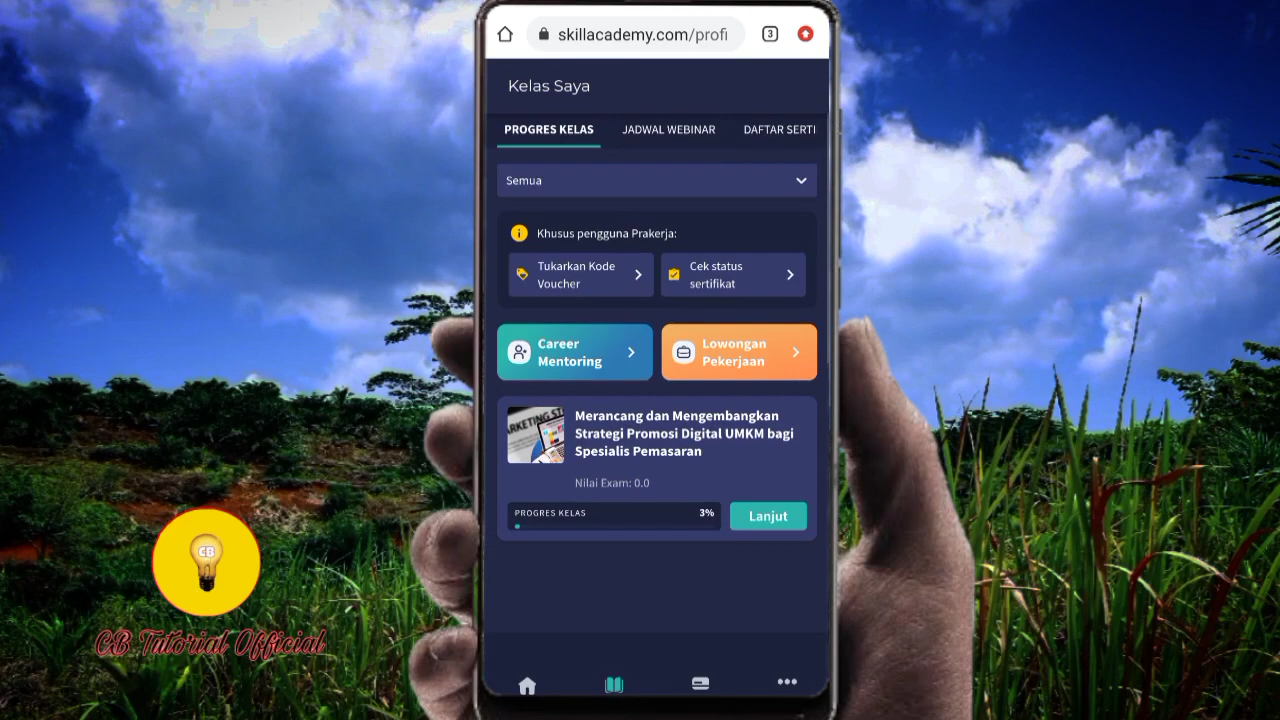 skillacademy.com/profi
3
Kelas Saya
PROGRES KELAS JADWAL WEBINAR DAFTAR SERTI
Semua
Khusus pengguna Prakerja:
Tukarkan Kode
Voucher
Cek status
sertifikat
Career
Mentoring
Lowongan
Pekerjaan
ARKETING ST
Merancang dan Mengembangkan
Strategi Promosi Digital UMKM bagi
Spesialis Pemasaran
Nilai Exam: 0.0
PROGRES KELAS 3%
Lanjut
CB
CB Tutorial Official